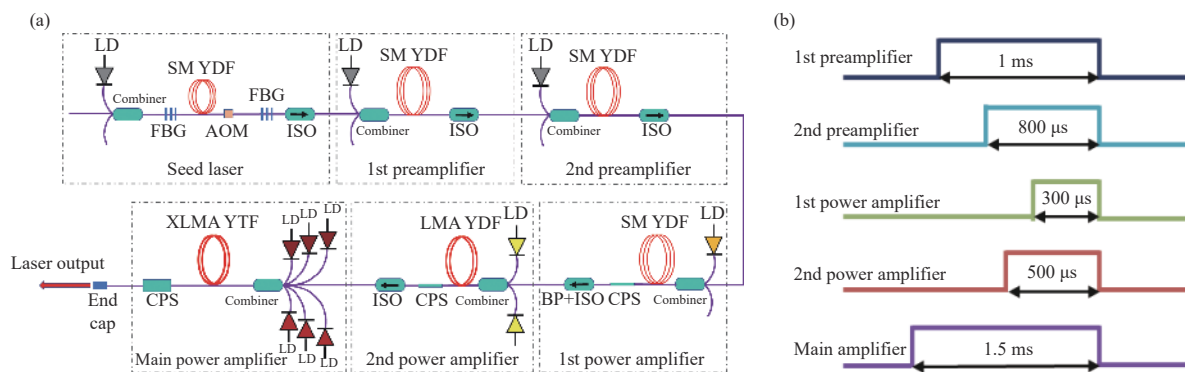 (a)
LD
SM YDF
Combiner
FBG
AOM
FBG
ISO
Seed laser
LD
SM YDF
Combiner
ISO
1st preamplifier
LD
SM YDF
Combiner
ISO
2nd preamplifier
XLMA YTF
LD
LD
LD
Laser output
End
cap
CPS
Combiner
LD
LD
LD
Main power amplifier
LMA YDF
LD
ISO
CPS
Combiner
2nd power amplifier
SM YDF
LD
BP+ISO
CPS
Combiner
1st power amplifier
(b)
1st preamplifier
1 ms
2nd preamplifier
800 μs
1st power amplifier
300 μs
2nd power amplifier
500 μs
Main amplifier
1.5 ms